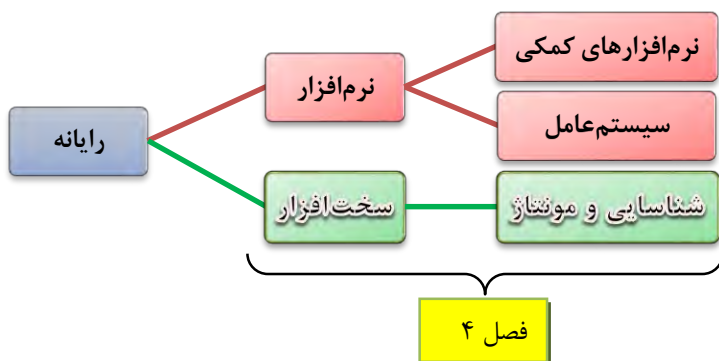 نرم‌افزارهای کمکی
نرم‌افزار
رایانه
سیستم‌عامل
سخت‌افزار
شناسایی و مونتاژ
فصل ۴